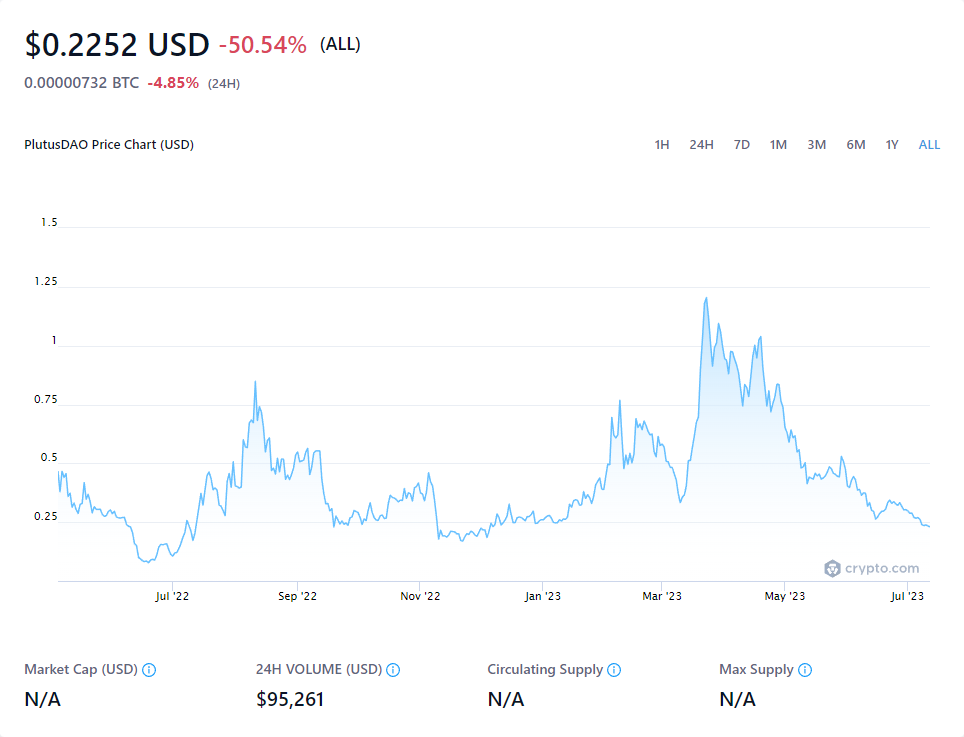 $0.2252 USD -50.54% (ALL)
0.00000732 BTC -4.85% (24H)
PlutusDAO Price Chart (USD) 1H 24H 7D 1M 3M 6M 1Y ALL
1.5
1.25
1
0.75
0.5
0.25
crypto.com
Jul '22 Sep '22 Nov '22 Jan '23 Mar '23 May '23 Jul '23
Market Cap (USD) 24H VOLUME (USD) Circulating Supply Max Supply
N/A $95,261 N/A N/A